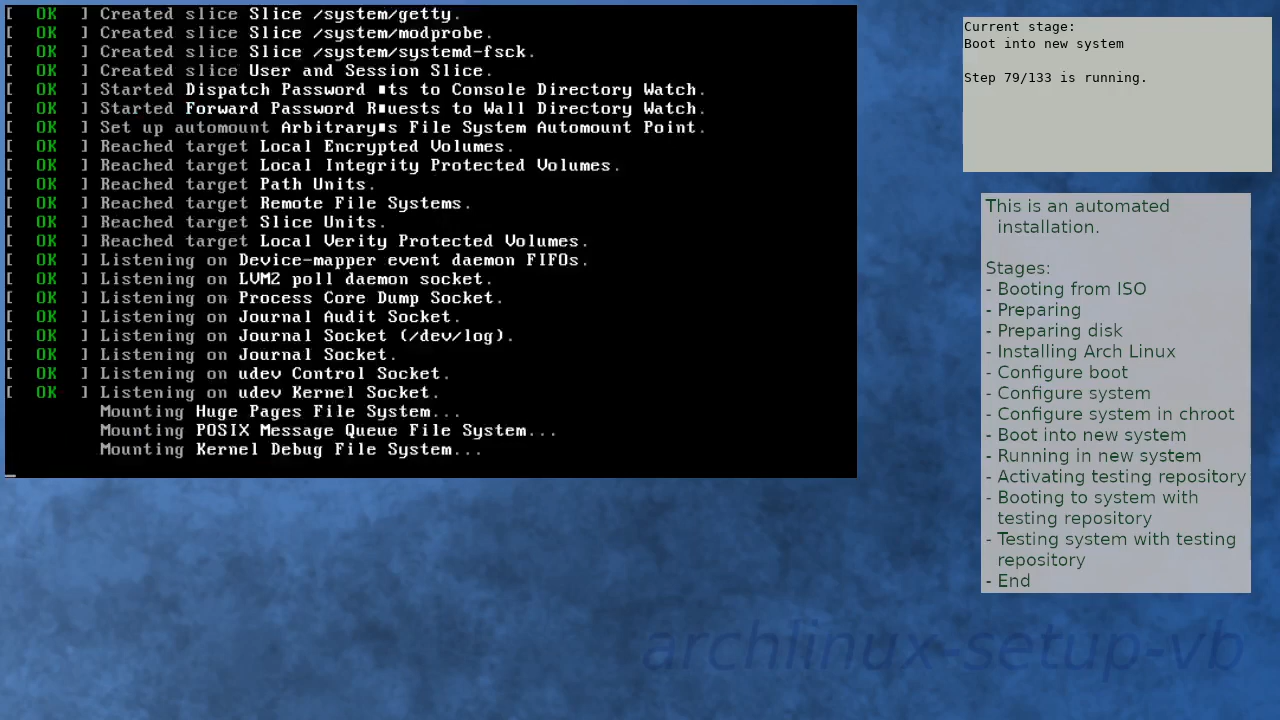 [  OK  ] Created slice Slice /system/getty.
[  OK  ] Created slice Slice /system/modprobe.
[  OK  ] Created slice Slice /system/systemd-fsck.
[  OK  ] Created slice User and Session Slice.
[  OK  ] Started Dispatch Password ▪ts to Console Directory Watch.
[  OK  ] Started Forward Password R▪uests to Wall Directory Watch.
[  OK  ] Set up automount Arbitrary▪s File System Automount Point.
[  OK  ] Reached target Local Encrypted Volumes.
[  OK  ] Reached target Local Integrity Protected Volumes.
[  OK  ] Reached target Path Units.
[  OK  ] Reached target Remote File Systems.
[  OK  ] Reached target Slice Units.
[  OK  ] Reached target Local Verity Protected Volumes.
[  OK  ] Listening on Device-mapper event daemon FIFOs.
[  OK  ] Listening on LVM2 poll daemon socket.
[  OK  ] Listening on Process Core Dump Socket.
[  OK  ] Listening on Journal Audit Socket.
[  OK  ] Listening on Journal Socket (/dev/log).
[  OK  ] Listening on Journal Socket.
[  OK  ] Listening on udev Control Socket.
[  OK  ] Listening on udev Kernel Socket.
Mounting Huge Pages File System...
Mounting POSIX Message Queue File System...
Mounting Kernel Debug File System...
_
Current stage:
Boot into new system
Step 79/133 is running.
This is an automated
installation.
Stages:
- Booting from ISO
- Preparing
- Preparing disk
- Installing Arch Linux
- Configure boot
- Configure system
- Configure system in chroot
- Boot into new system
- Running in new system
- Activating testing repository
- Booting to system with
testing repository
- Testing system with testing
repository
- End
archlinux-setup-vb